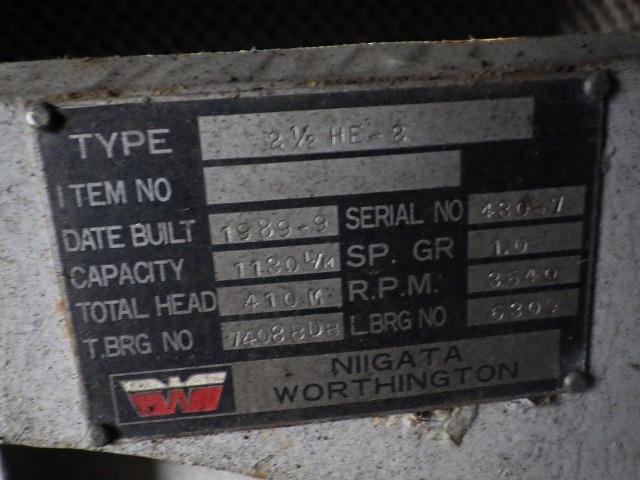 TYPE 2½ HE-2
ITEM NO
DATE BUILT 1989-9 SERIAL NO
CAPACITY 1130 L/M SP. GR 1.0
TOTAL HEAD 410 M R.P.M. 3540
T.BRG NO L.BRG NO 6309
W NIIGATA
WORTHINGTON